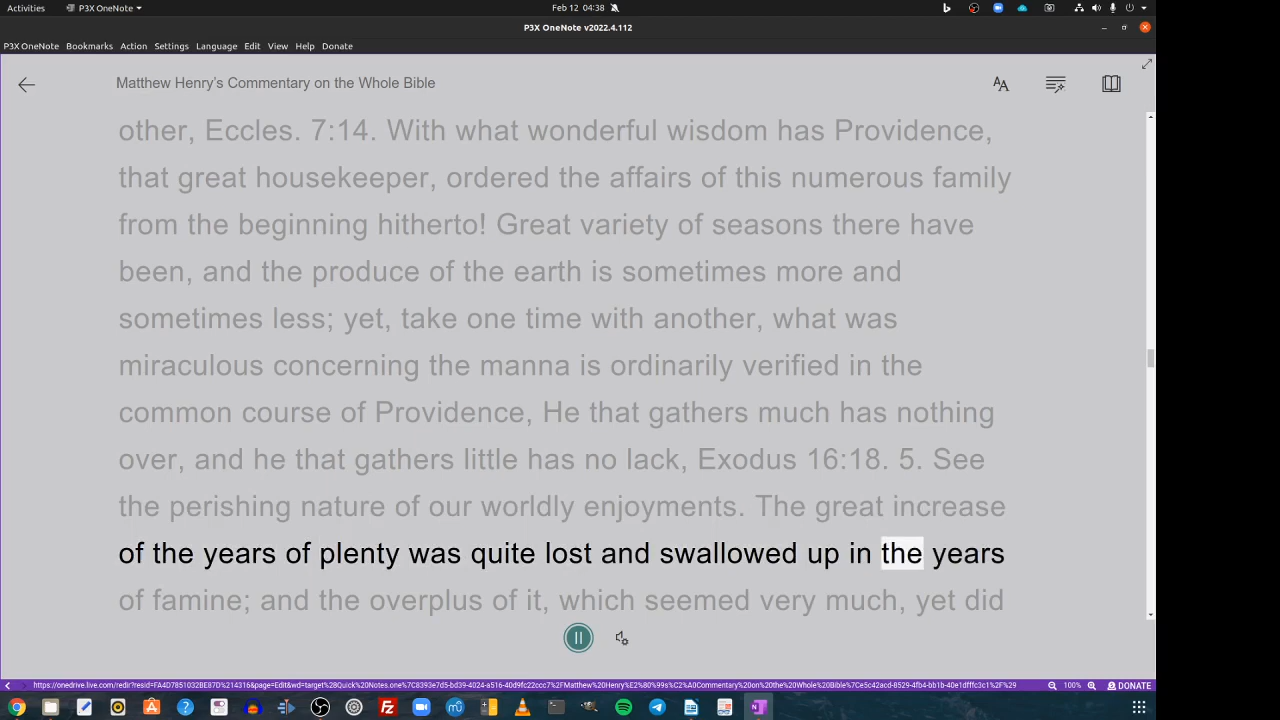 Activities
P3X OneNote
Feb 12 04:38
P3X OneNote v2022.4.112
P3X OneNote Bookmarks Action Settings Language Edit View Help Donate
Matthew Henry's Commentary on the Whole Bible
other, Eccles. 7:14. With what wonderful wisdom has Providence,
that great housekeeper, ordered the affairs of this numerous family
from the beginning hitherto! Great variety of seasons there have
been, and the produce of the earth is sometimes more and
sometimes less; yet, take one time with another, what was
miraculous concerning the manna is ordinarily verified in the
common course of Providence, He that gathers much has nothing
over, and he that gathers little has no lack, Exodus 16:18. 5. See
the perishing nature of our worldly enjoyments. The great increase
of the years of plenty was quite lost and swallowed up in the years
of famine; and the overplus of it, which seemed very much, yet did
100% DONATE